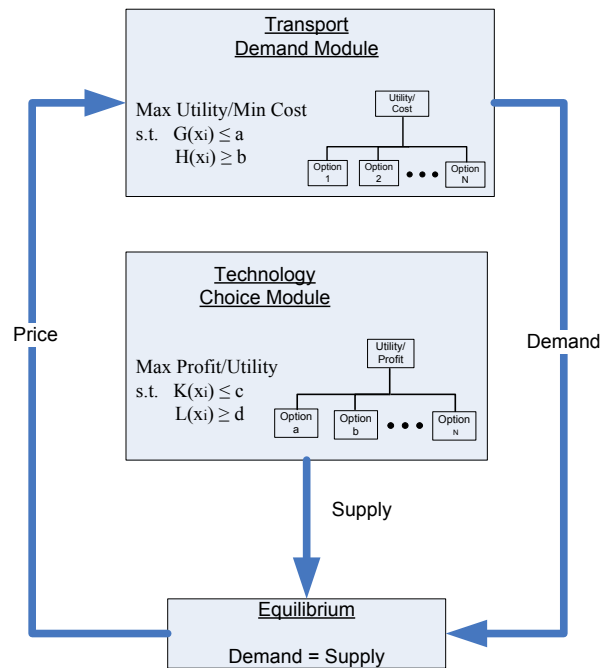 Transport
Demand Module
Max Utility/Min Cost
s.t. G(xi) ≤ a
H(xi) ≥ b
Utility/
Cost
Option
1
Option
2
• • •
Option
N
Technology
Choice Module
Max Profit/Utility
s.t. K(xi) ≤ c
L(xi) ≥ d
Utility/
Profit
Option
a
Option
b
• • •
Option
N
Price
Demand
Supply
Equilibrium
Demand = Supply